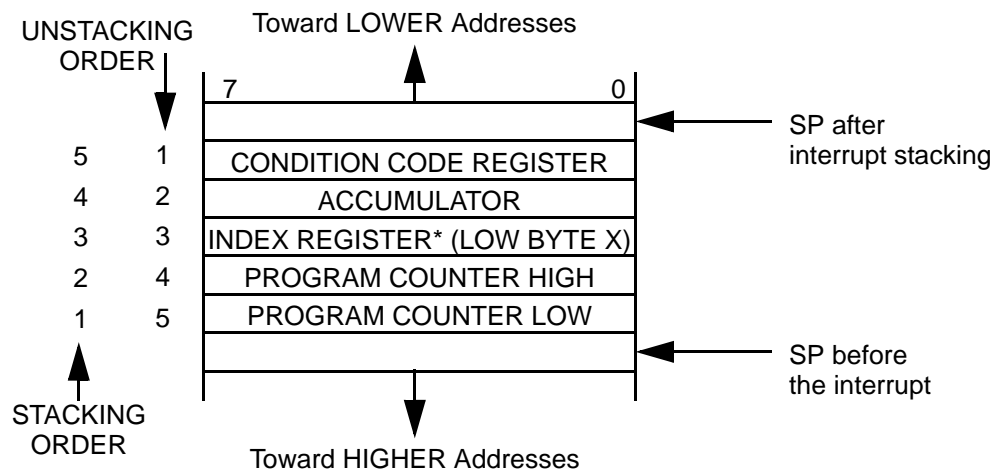 Toward LOWER Addresses
UNSTACKING
ORDER
7 0
SP after
interrupt stacking
5 1 CONDITION CODE REGISTER
4 2 ACCUMULATOR
3 3 INDEX REGISTER* (LOW BYTE X)
2 4 PROGRAM COUNTER HIGH
1 5 PROGRAM COUNTER LOW
SP before
the interrupt
STACKING
ORDER
Toward HIGHER Addresses